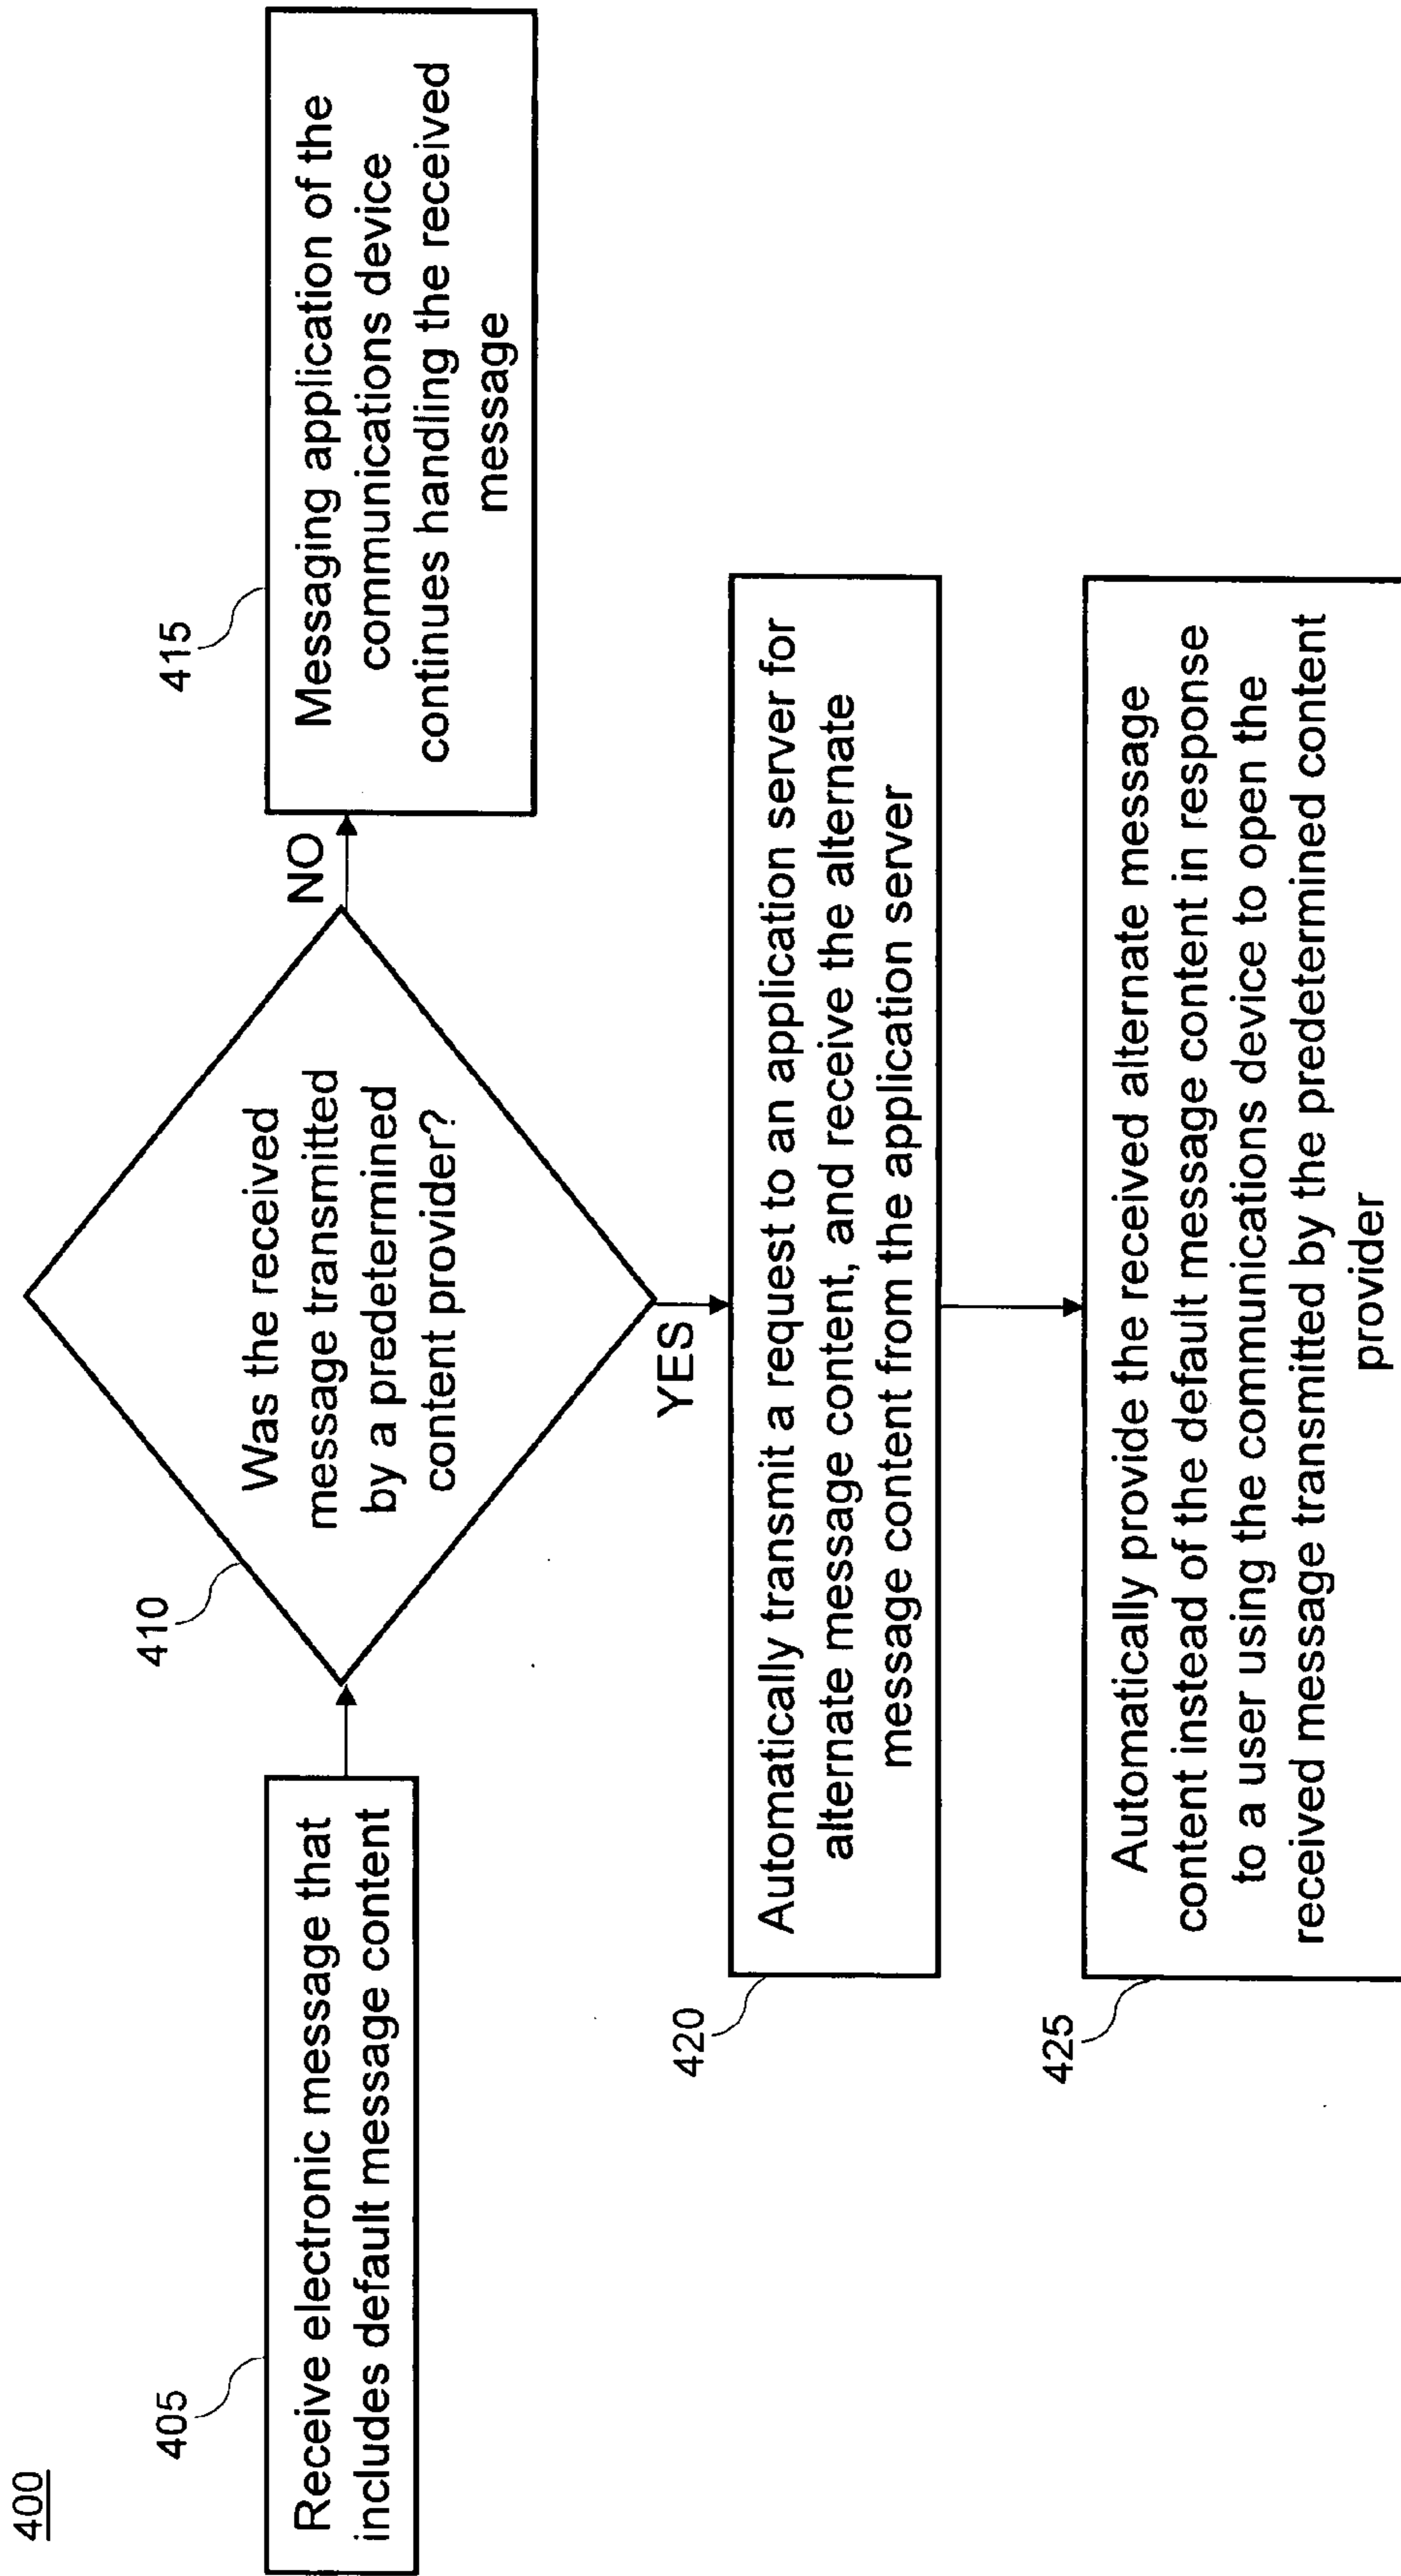 400
405
Receive electronic message that
includes default message content
410
Was the received
message transmitted
by a predetermined
content provider?
NO
415
Messaging application of the
communications device
continues handling the received
message
YES
420
Automatically transmit a request to an application server for
alternate message content, and receive the alternate
message content from the application server
425
Automatically provide the received alternate message
content instead of the default message content in response
to a user using the communications device to open the
received message transmitted by the predetermined content
provider